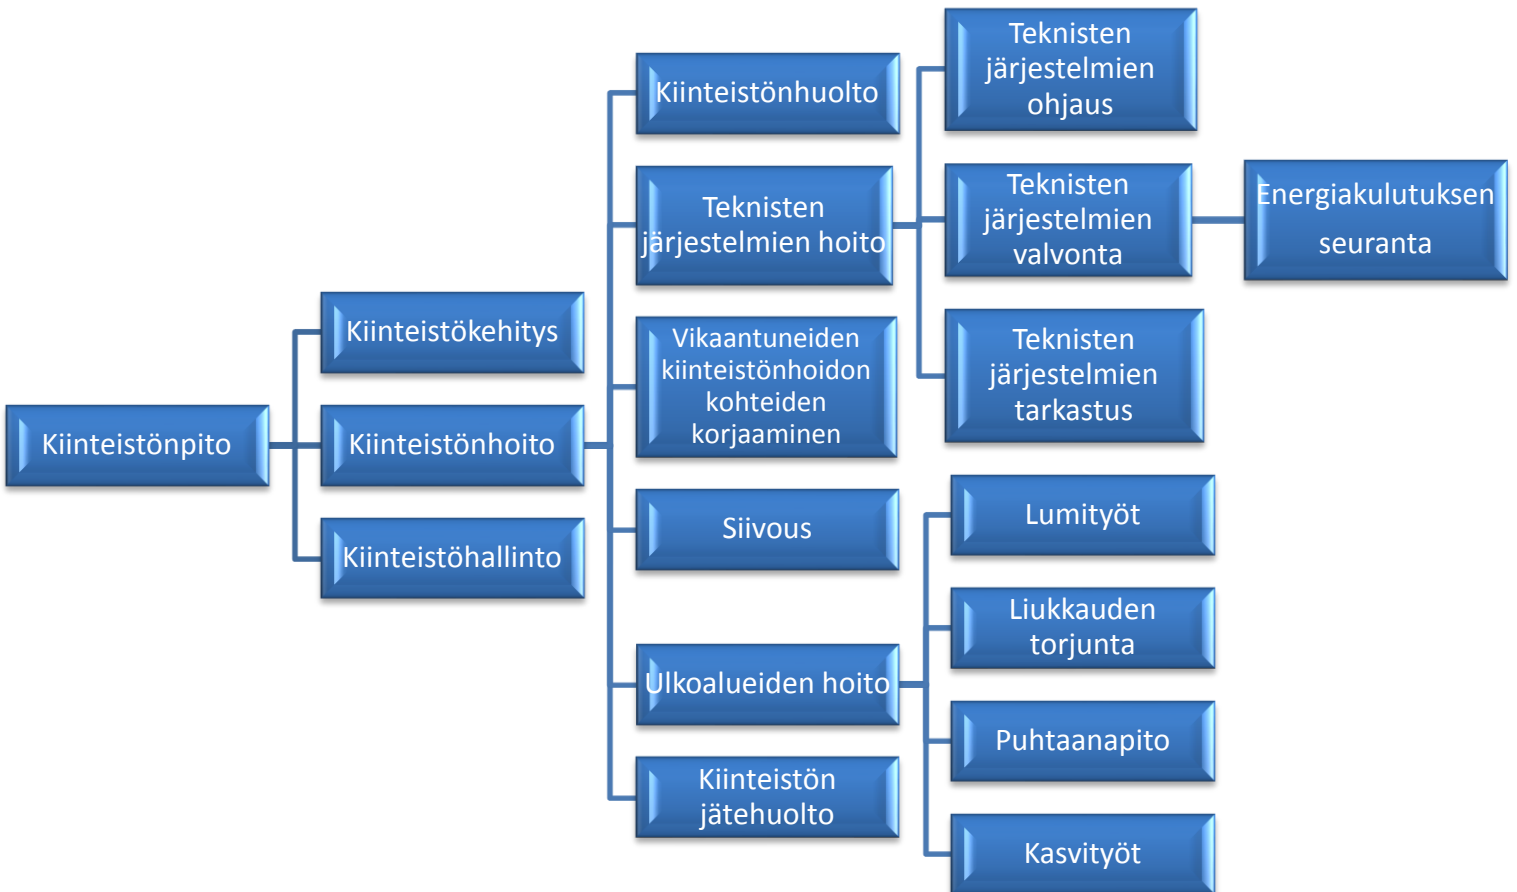 Kiinteistönpito
Kiinteistökehitys
Kiinteistönhoito
Kiinteistöhallinto
Kiinteistönhuolto
Teknisten
järjestelmien hoito
Vikaantuneiden
kiinteistönhoidon
kohteiden
korjaaminen
Siivous
Ulkoalueiden hoito
Kiinteistön
jätehuolto
Teknisten
järjestelmien
ohjaus
Teknisten
järjestelmien
valvonta
Teknisten
järjestelmien
tarkastus
Lumityöt
Liukkauden
torjunta
Puhtaanapito
Kasvityöt
Energiakulutuksen
seuranta